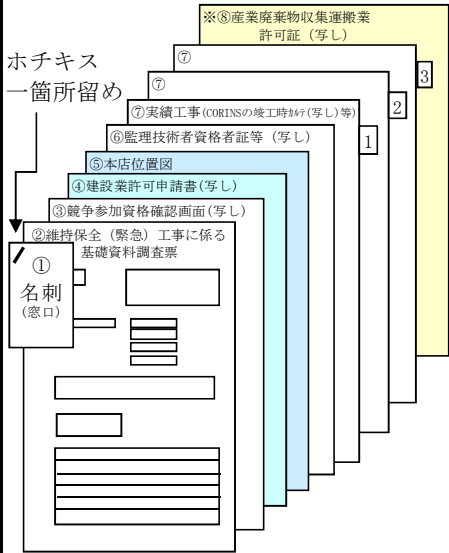 ※⑧産業廃棄物収集運搬業
許可証（写し）
⑦
3
⑦
2
⑦実績工事(CORINSの竣工時ｶﾙﾃ(写し)等)
1
⑥監理技術者資格者証等（写し）
⑤本店位置図
④建設業許可申請書(写し)
③競争参加資格確認画面(写し)
②維持保全（緊急）工事に係る
基礎資料調査票
ホチキス
一箇所留め
①
名刺
(窓口)